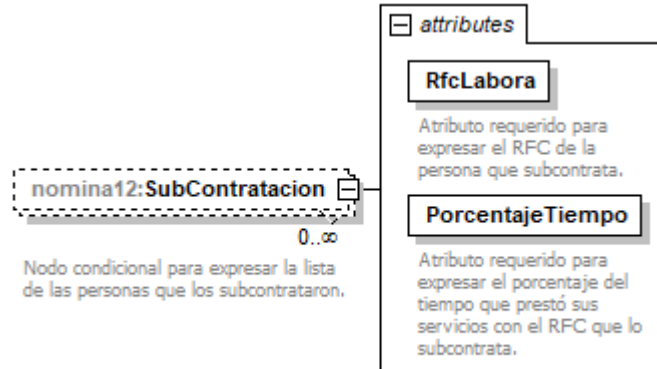 attributes
RfcLabora
Atributo requerido para
expresar el RFC de la
persona que subcontrata.
nomina12:SubContratacion
0..∞
Nodo condicional para expresar la lista
de las personas que los subcontrataron.
PorcentajeTiempo
Atributo requerido para
expresar el porcentaje del
tiempo que prestó sus
servicios con el RFC que lo
subcontrata.